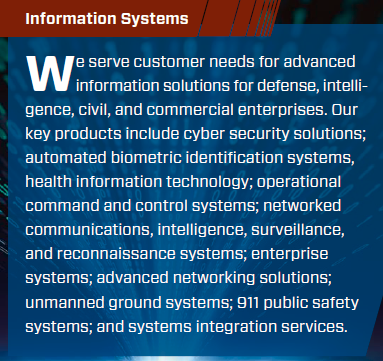 Information Systems
We serve customer needs for advanced
information solutions for defense, intelli-
gence, civil, and commercial enterprises. Our
key products include cyber security solutions;
automated biometric identification systems,
health information technology; operational
command and control systems; networked
communications, intelligence, surveillance,
and reconnaissance systems; enterprise
systems; advanced networking solutions;
unmanned ground systems; 911 public safety
systems; and systems integration services.